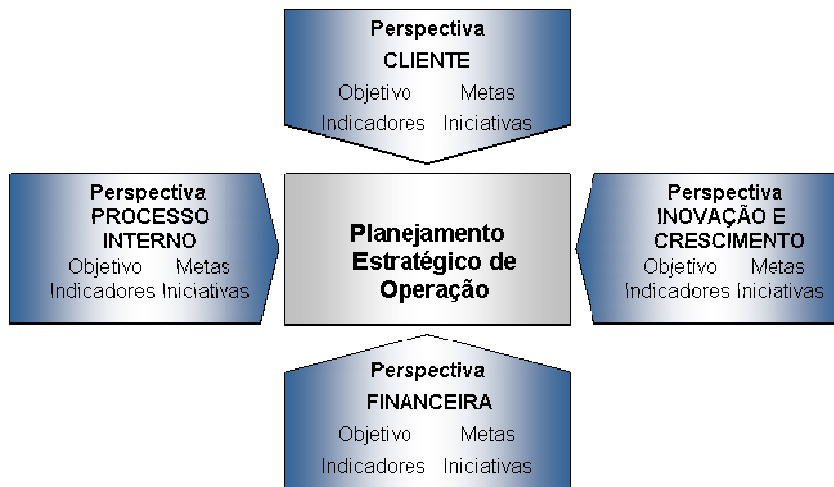 Perspectiva
CLIENTE
Objetivo Metas
Indicadores Iniciativas
Perspectiva
PROCESSO
INTERNO
Objetivo Metas
Indicadores Iniciativas
Planejamento
Estratégico de
Operação
Perspectiva
INOVAÇÃO E
CRESCIMENTO
Objetivo Metas
Indicadores Iniciativas
Perspectiva
FINANCEIRA
Objetivo Metas
Indicadores Iniciativas